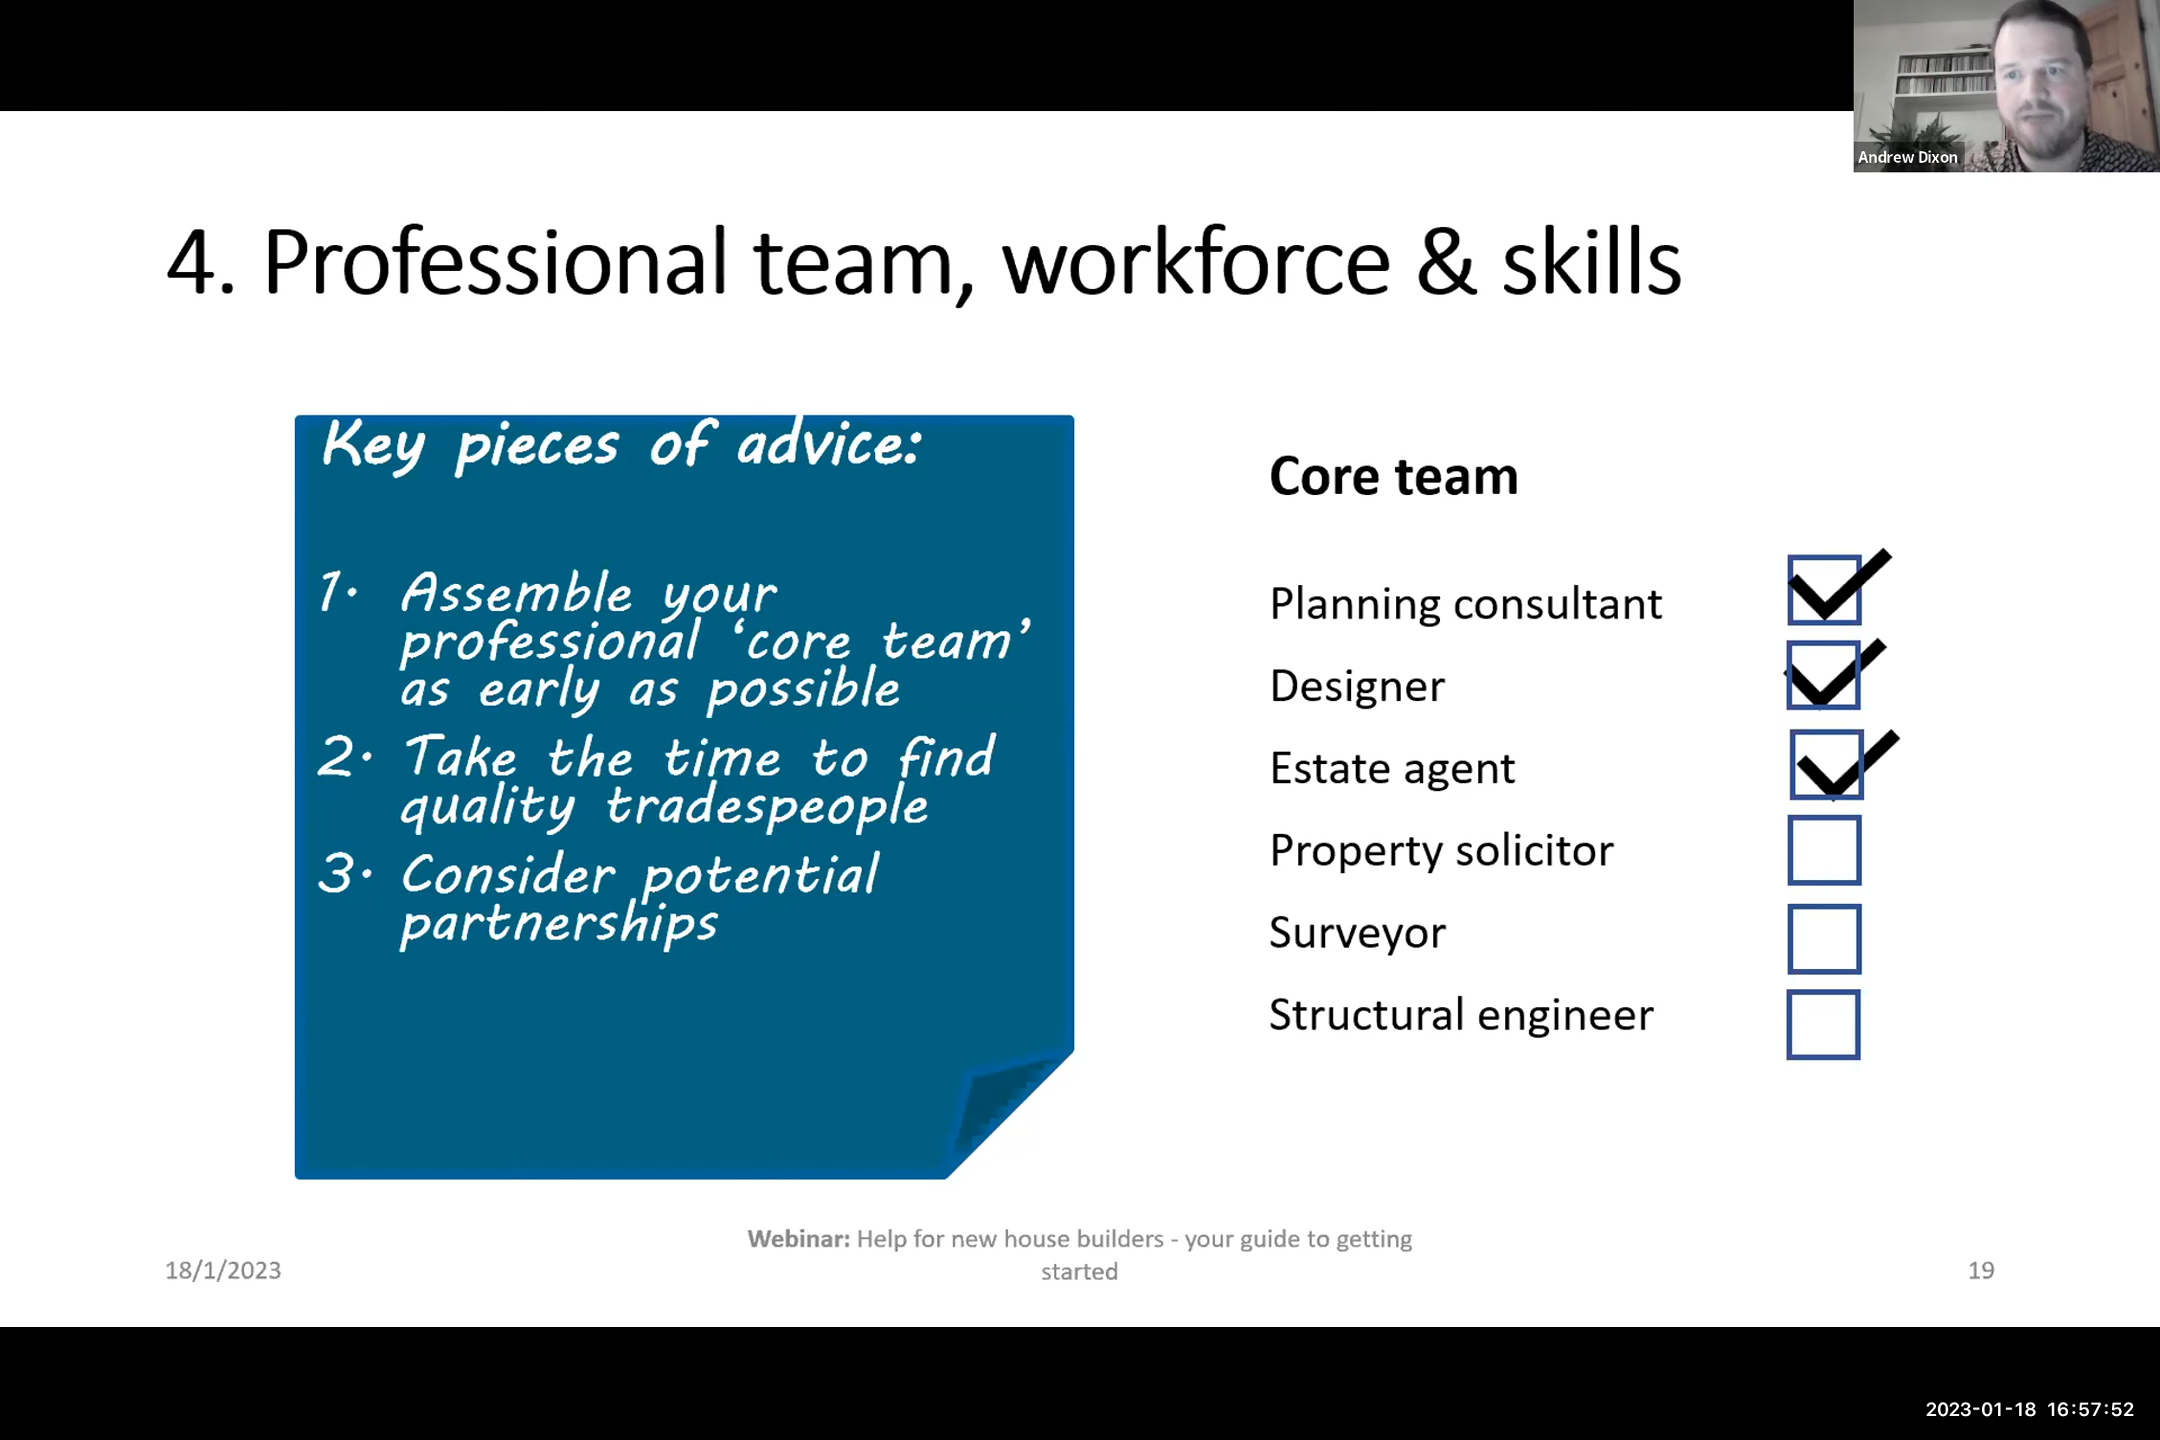 Andrew Dixon
4. Professional team, workforce & skills
Key pieces of advice:
1. Assemble your
professional ‘core team’
as early as possible
2. Take the time to find
quality tradespeople
3. Consider potential
partnerships
Core team
Planning consultant
Designer
Estate agent
Property solicitor
Surveyor
Structural engineer
18/1/2023
Webinar: Help for new house builders - your guide to getting
started
19
2023-01-18 16:57:52